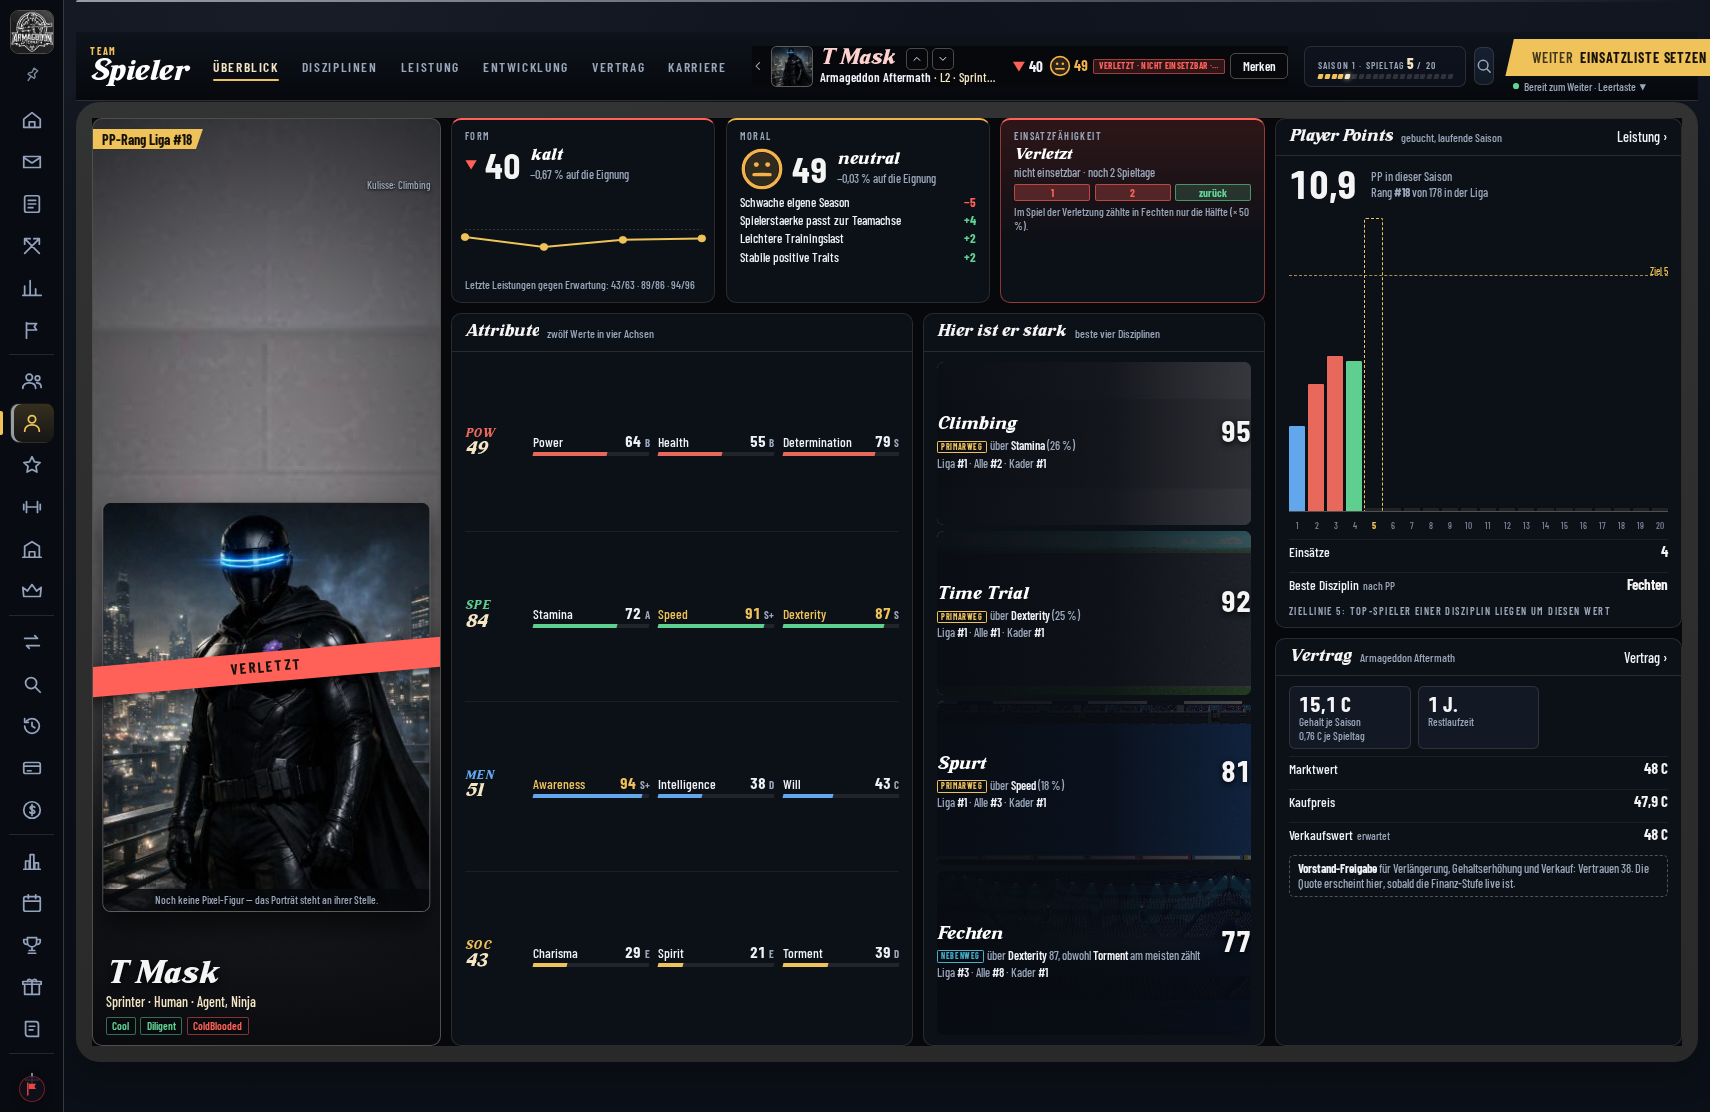 ARMAGEDDON
TEAM
Spieler
ÜBERBLICK
DISZIPLINEN
LEISTUNG
ENTWICKLUNG
VERTRAG
KARRIERE
T Mask
Armageddon Aftermath · L2 · Sprint...
40
49
VERLETZT · NICHT EINSETZBAR ·...
Merken
SAISON 1 · SPIELTAG 5 / 20
WEITER EINSATZLISTE SETZEN
Bereit zum Weiter · Leertaste ▼
PP-Rang Liga #18
Kulisse: Climbing
VERLETZT
Noch keine Pixel-Figur — das Porträt steht an ihrer Stelle.
T Mask
Sprinter · Human · Agent, Ninja
Cool
Diligent
ColdBlooded
FORM
40
kalt
−0,67 % auf die Eignung
Letzte Leistungen gegen Erwartung: 43/63 · 89/86 · 94/96
MORAL
49
neutral
−0,03 % auf die Eignung
Schwache eigene Season −5
Spielerstaerke passt zur Teamachse +4
Leichtere Trainingslast +2
Stabile positive Traits +2
EINSATZFÄHIGKEIT
Verletzt
nicht einsetzbar · noch 2 Spieltage
1
2
zurück
Im Spiel der Verletzung zählte in Fechten nur die Hälfte (× 50
%).
Attribute zwölf Werte in vier Achsen
POW
49
Power 64 B
Health 55 B
Determination 79 S
SPE
84
Stamina 72 A
Speed 91 S+
Dexterity 87 S
MEN
51
Awareness 94 S+
Intelligence 38 D
Will 43 C
SOC
43
Charisma 29 E
Spirit 21 E
Torment 39 D
Hier ist er stark beste vier Disziplinen
Climbing
95
PRIMÄRWEG über Stamina (26 %)
Liga #1 · Alle #2 · Kader #1
Time Trial
92
PRIMÄRWEG über Dexterity (25 %)
Liga #1 · Alle #1 · Kader #1
Spurt
81
PRIMÄRWEG über Speed (18 %)
Liga #1 · Alle #3 · Kader #1
Fechten
77
NEBENWEG über Dexterity 87, obwohl Torment am meisten zählt
Liga #3 · Alle #8 · Kader #1
Player Points gebucht, laufende Saison
Leistung ›
10,9
PP in dieser Saison
Rang #18 von 178 in der Liga
Ziel 5
1 2 3 4 5 6 7 8 9 10 11 12 13 14 15 16 17 18 19 20
Einsätze 4
Beste Disziplin nach PP Fechten
ZIELLINIE 5: TOP-SPIELER EINER DISZIPLIN LIEGEN UM DIESEN WERT
Vertrag Armageddon Aftermath
Vertrag ›
15,1 C
Gehalt je Saison
0,76 C je Spieltag
1 J.
Restlaufzeit
Marktwert 48 C
Kaufpreis 47,9 C
Verkaufswert erwartet 48 C
Vorstand-Freigabe für Verlängerung, Gehaltserhöhung und Verkauf: Vertrauen 38. Die
Quote erscheint hier, sobald die Finanz-Stufe live ist.